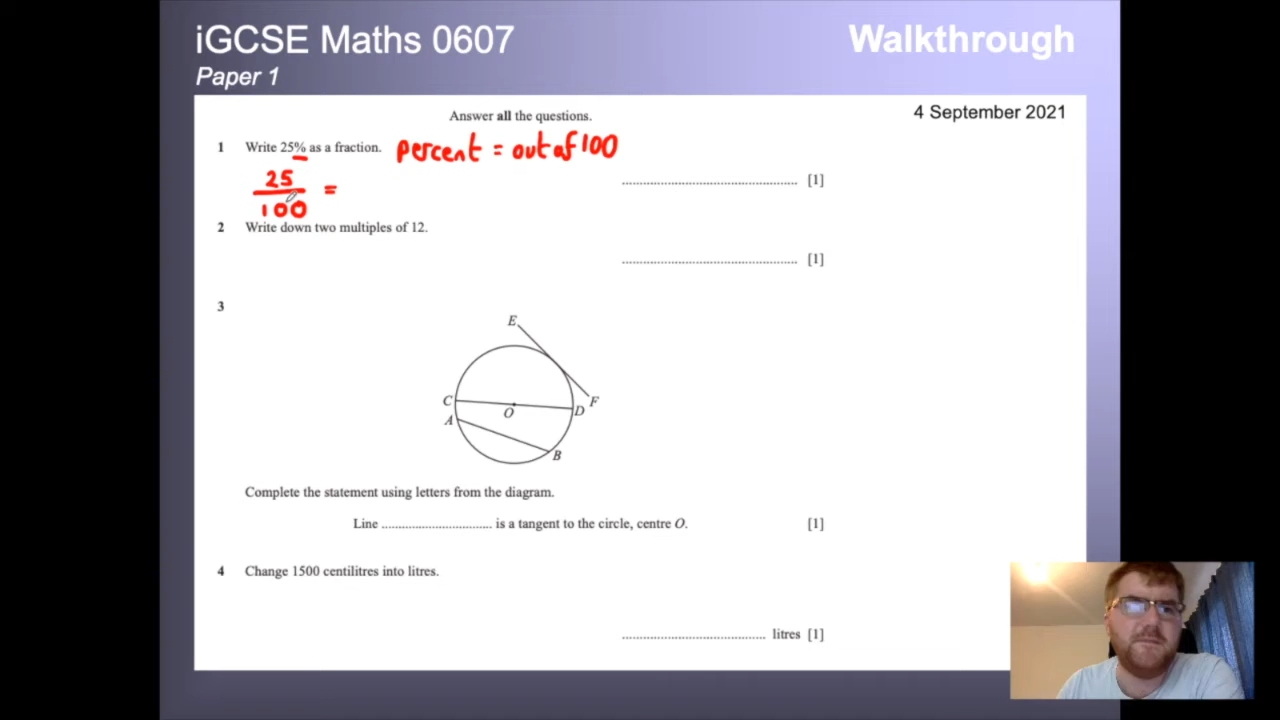 iGCSE Maths 0607
Walkthrough
Paper 1
Answer all the questions.
4 September 2021
1 Write 25% as a fraction. percent = out of 100
25
100
=
.................................................. [1]
2 Write down two multiples of 12.
.................................................. [1]
3
E
C
O
D
F
A
B
Complete the statement using letters from the diagram.
Line ................................ is a tangent to the circle, centre O. [1]
4 Change 1500 centilitres into litres.
......................................... litres [1]